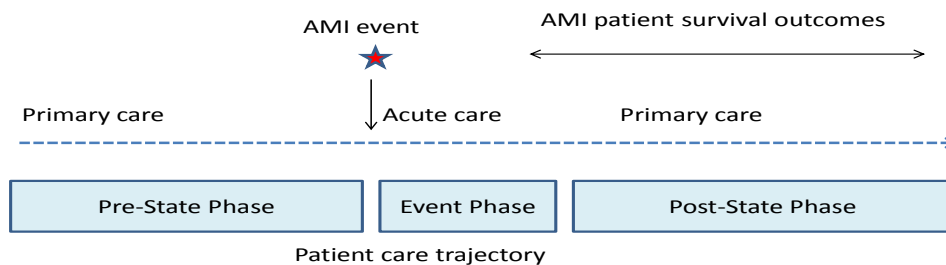 AMI event
AMI patient survival outcomes
Primary care
Acute care
Primary care
Pre-State Phase
Event Phase
Post-State Phase
Patient care trajectory